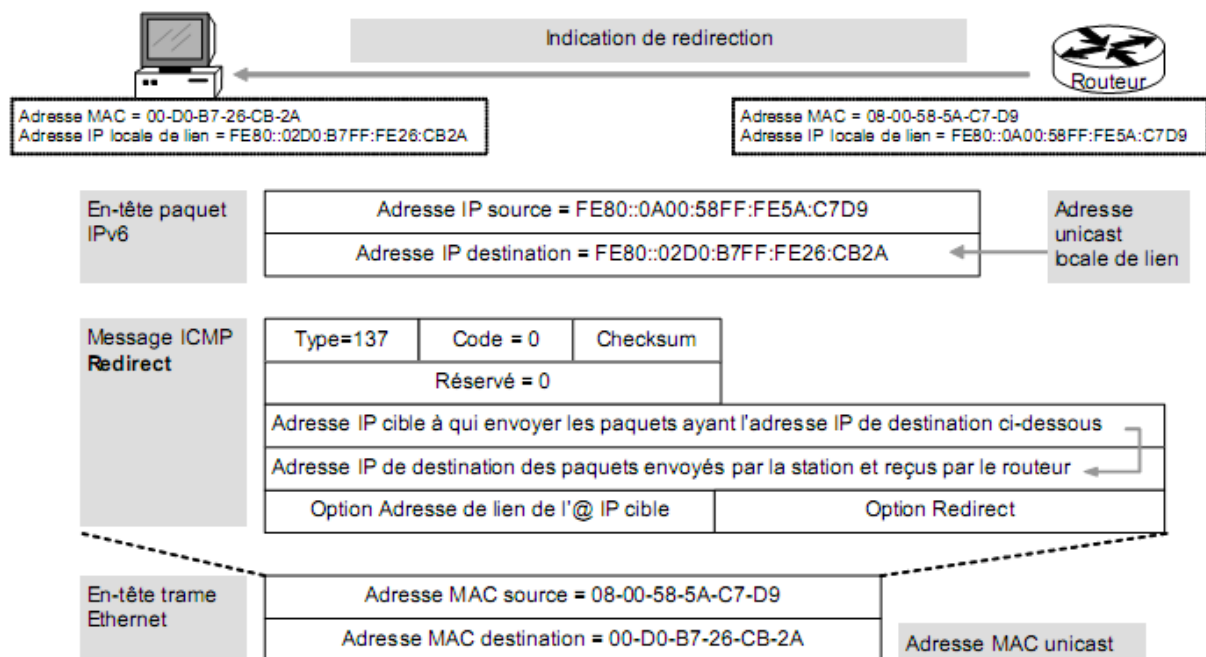 Indication de redirection
Routeur
Adresse MAC = 00-D0-B7-26-CB-2A
Adresse IP locale de lien = FE80::02D0:B7FF:FE26:CB2A
Adresse MAC = 08-00-58-5A-C7-D9
Adresse IP locale de lien = FE80::0A00:58FF:FE5A:C7D9
En-tête paquet
IPv6
Adresse IP source = FE80::0A00:58FF:FE5A:C7D9
Adresse IP destination = FE80::02D0:B7FF:FE26:CB2A
Adresse
unicast
locale de lien
Message ICMP
Redirect
Type=137
Code = 0
Checksum
Réservé = 0
Adresse IP cible à qui envoyer les paquets ayant l'adresse IP de destination ci-dessous
Adresse IP de destination des paquets envoyés par la station et reçus par le routeur
Option Adresse de lien de l'@ IP cible
Option Redirect
En-tête trame
Ethernet
Adresse MAC source = 08-00-58-5A-C7-D9
Adresse MAC destination = 00-D0-B7-26-CB-2A
Adresse MAC unicast